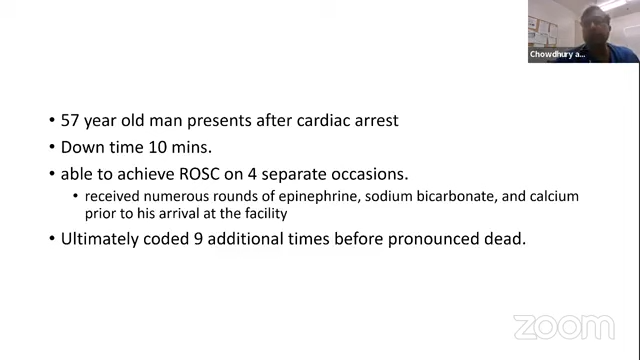 Chowdhury a...
• 57 year old man presents after cardiac arrest
• Down time 10 mins.
• able to achieve ROSC on 4 separate occasions.
• received numerous rounds of epinephrine, sodium bicarbonate, and calcium
prior to his arrival at the facility
• Ultimately coded 9 additional times before pronounced dead.
zoom